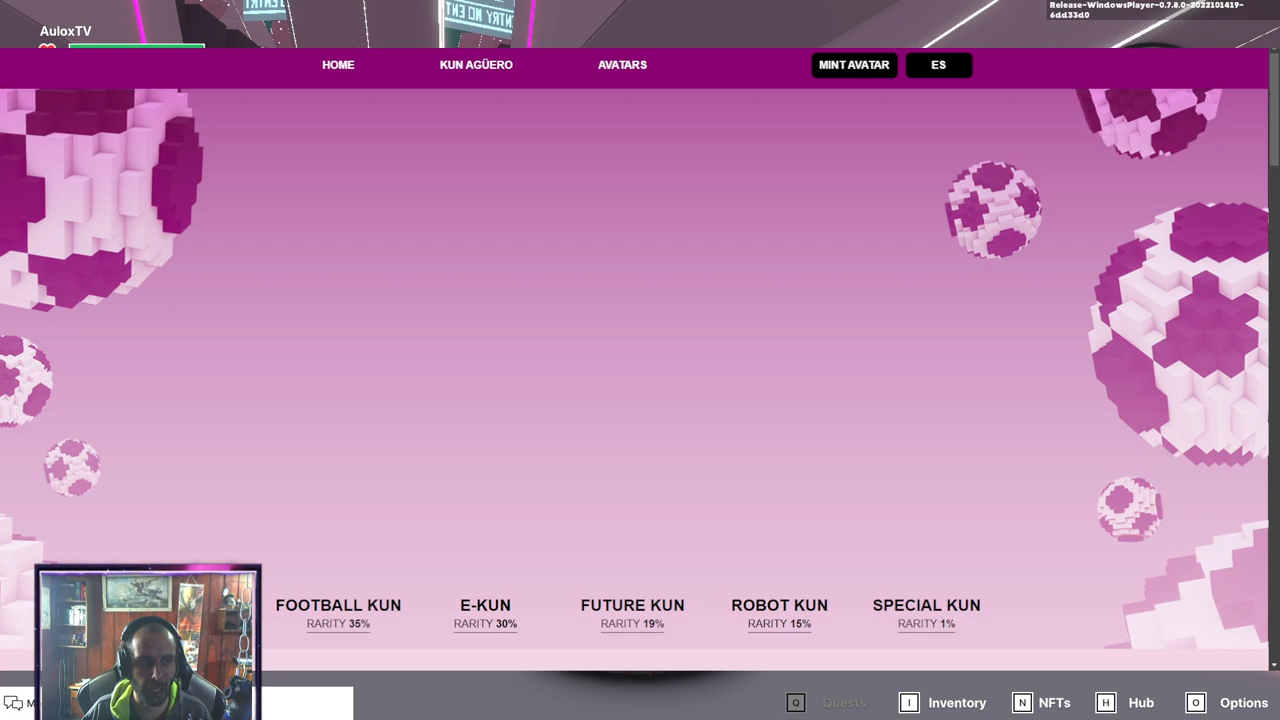 Release-WindowsPlayer-0.7.8.0-2022101419-
6dd33d0
AuloxTV
HOME KUN AGÜERO AVATARS MINT AVATAR ES
FOOTBALL KUN E-KUN FUTURE KUN ROBOT KUN SPECIAL KUN
RARITY 35% RARITY 30% RARITY 19% RARITY 15% RARITY 1%
Q Quests I Inventory N NFTs H Hub O Options